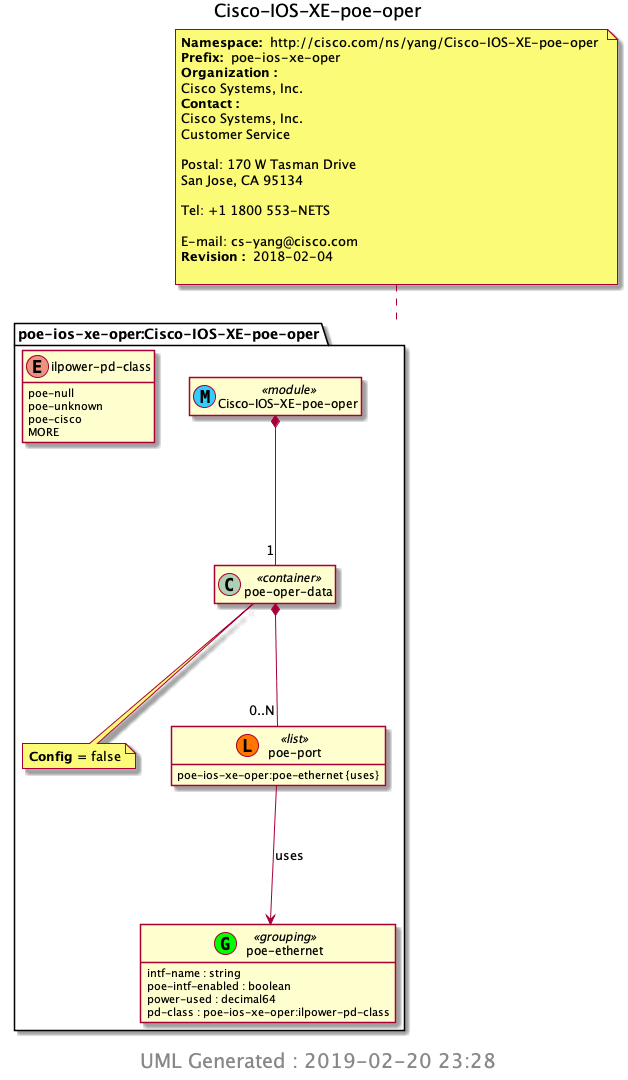 Cisco-IOS-XE-poe-oper
Namespace: http://cisco.com/ns/yang/Cisco-IOS-XE-poe-oper
Prefix: poe-ios-xe-oper
Organization :
Cisco Systems, Inc.
Contact :
Cisco Systems, Inc.
Customer Service
Postal: 170 W Tasman Drive
San Jose, CA 95134
Tel: +1 1800 553-NETS
E-mail: cs-yang@cisco.com
Revision : 2018-02-04
poe-ios-xe-oper:Cisco-IOS-XE-poe-oper
E ilpower-pd-class
poe-null
poe-unknown
poe-cisco
MORE
M «module»
Cisco-IOS-XE-poe-oper
1
C «container»
poe-oper-data
0..N
Config = false
L «list»
poe-port
poe-ios-xe-oper:poe-ethernet {uses}
uses
G «grouping»
poe-ethernet
intf-name : string
poe-intf-enabled : boolean
power-used : decimal64
pd-class : poe-ios-xe-oper:ilpower-pd-class
UML Generated : 2019-02-20 23:28